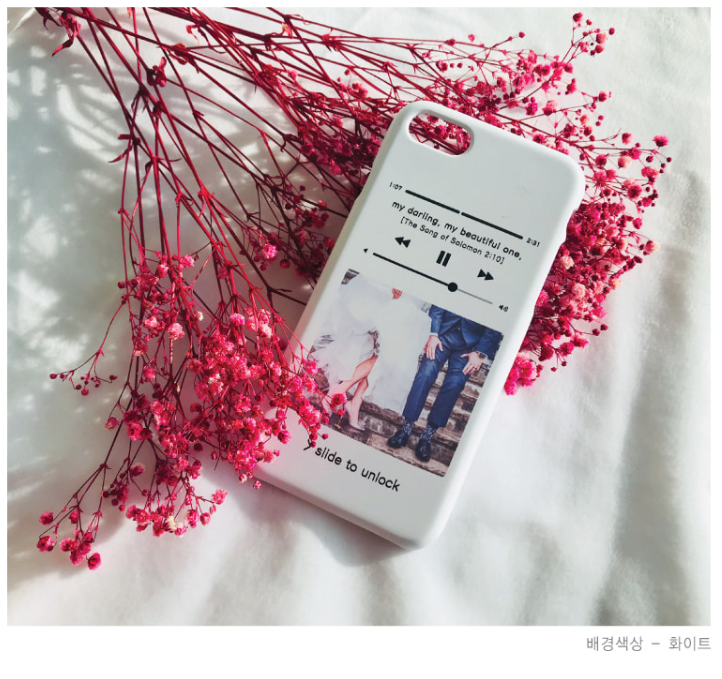 1:07
2:31
my darling, my beautiful one,
[The Song of Solomon 2:10]
> slide to unlock
배경색상 - 화이트